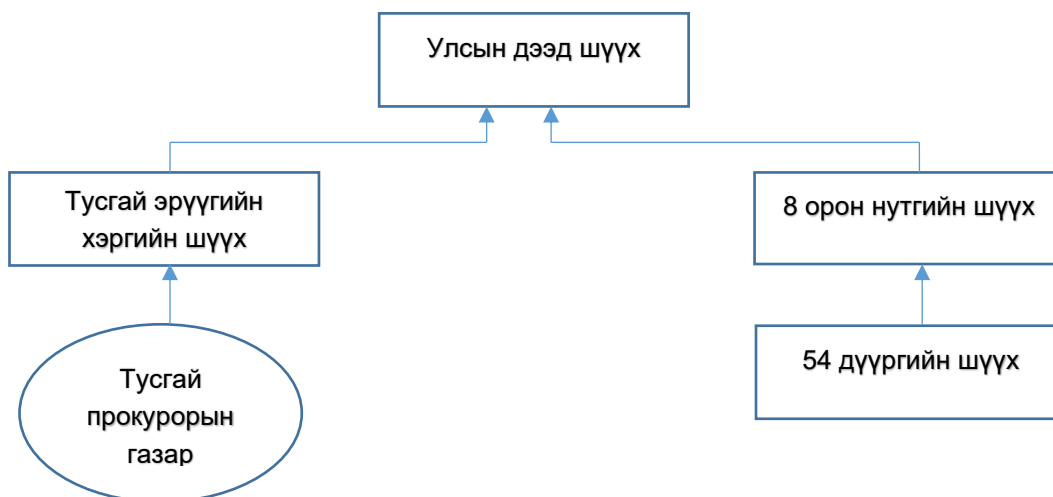 Улсын дээд шүүх
Тусгай эрүүгийн
хэргийн шүүх
8 орон нутгийн шүүх
Тусгай
прокурорын
газар
54 дүүргийн шүүх